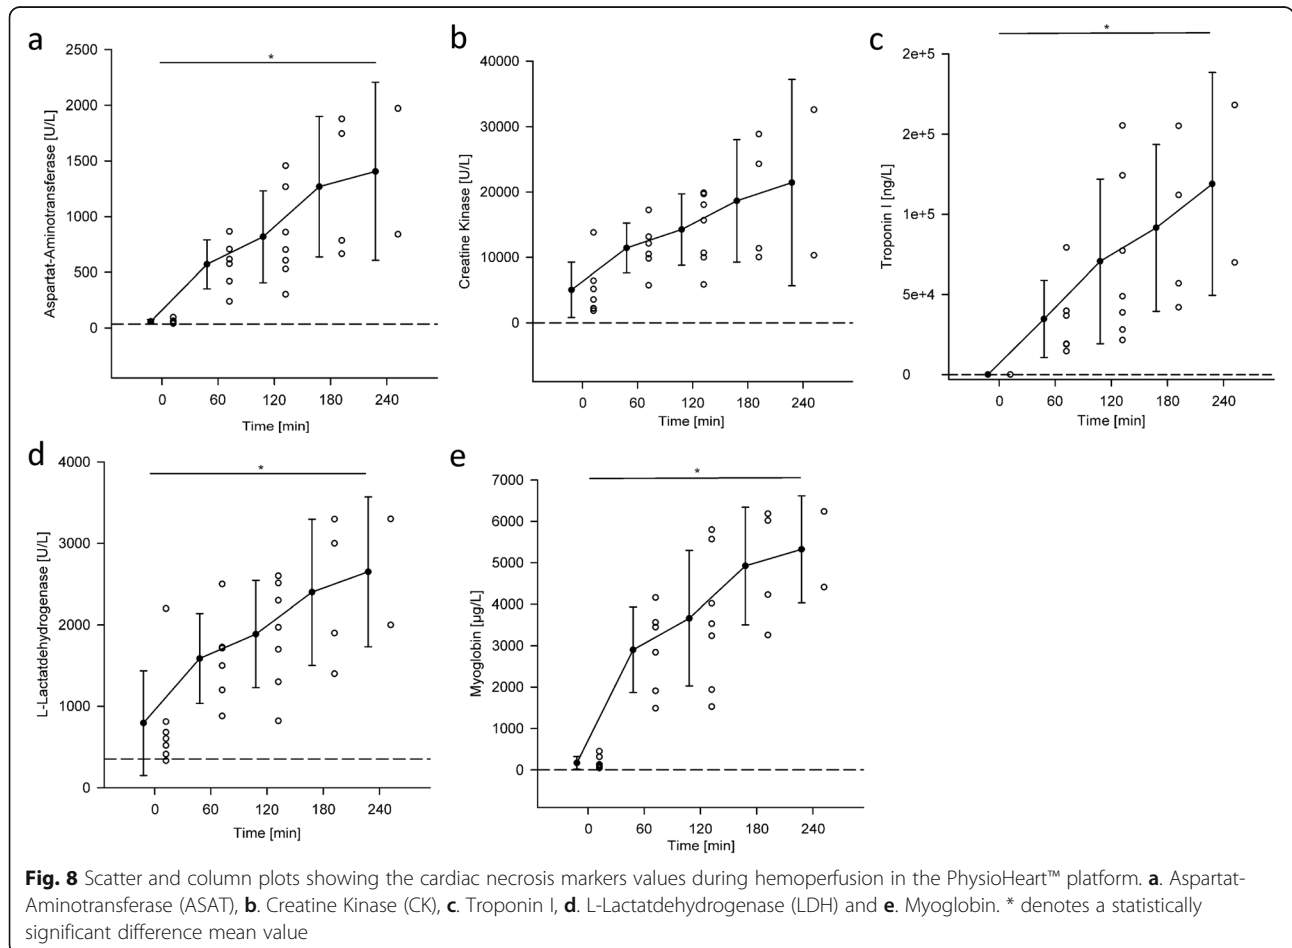 a
*
2500
2000
1500
1000
500
0
Aspartat-Aminotransferase [U/L]
0 60 120 180 240
Time [min]
b
40000
30000
20000
10000
0
Creatine Kinase [U/L]
0 60 120 180 240
Time [min]
c
*
2e+5
2e+5
1e+5
5e+4
0
Troponin I [ng/L]
0 60 120 180 240
Time [min]
d
*
4000
3000
2000
1000
0
L-Lactatdehydrogenase [U/L]
0 60 120 180 240
Time [min]
e
*
7000
6000
5000
4000
3000
2000
1000
0
Myoglobin [µg/L]
0 60 120 180 240
Time [min]
Fig. 8 Scatter and column plots showing the cardiac necrosis markers values during hemoperfusion in the PhysioHeart™ platform. a. Aspartat-
Aminotransferase (ASAT), b. Creatine Kinase (CK), c. Troponin I, d. L-Lactatdehydrogenase (LDH) and e. Myoglobin. * denotes a statistically
significant difference mean value